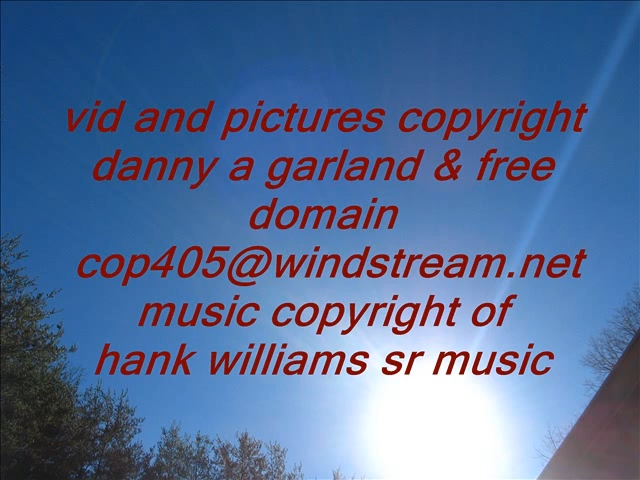 vid and pictures copyright
danny a garland & free
domain
cop405@windstream.net
music copyright of
hank williams sr music